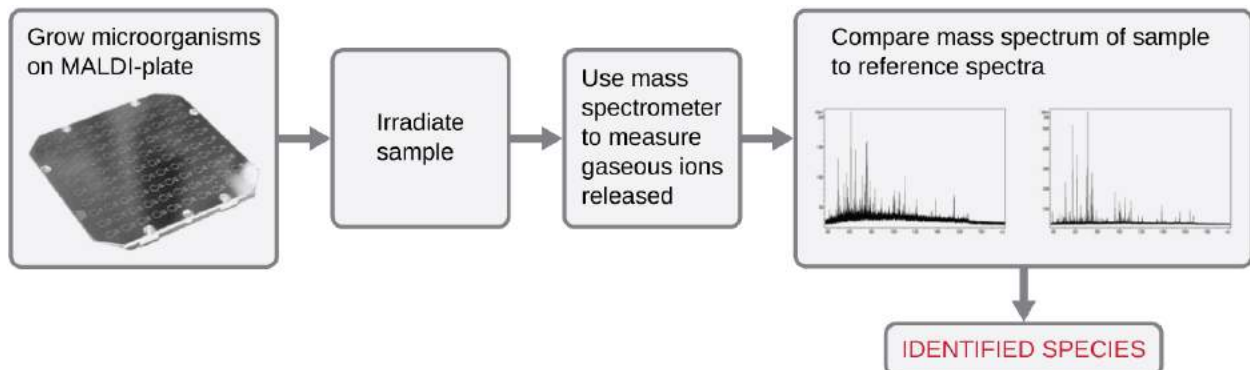 Grow microorganisms
on MALDI-plate
Irradiate
sample
Use mass
spectrometer
to measure
gaseous ions
released
Compare mass spectrum of sample
to reference spectra
IDENTIFIED SPECIES